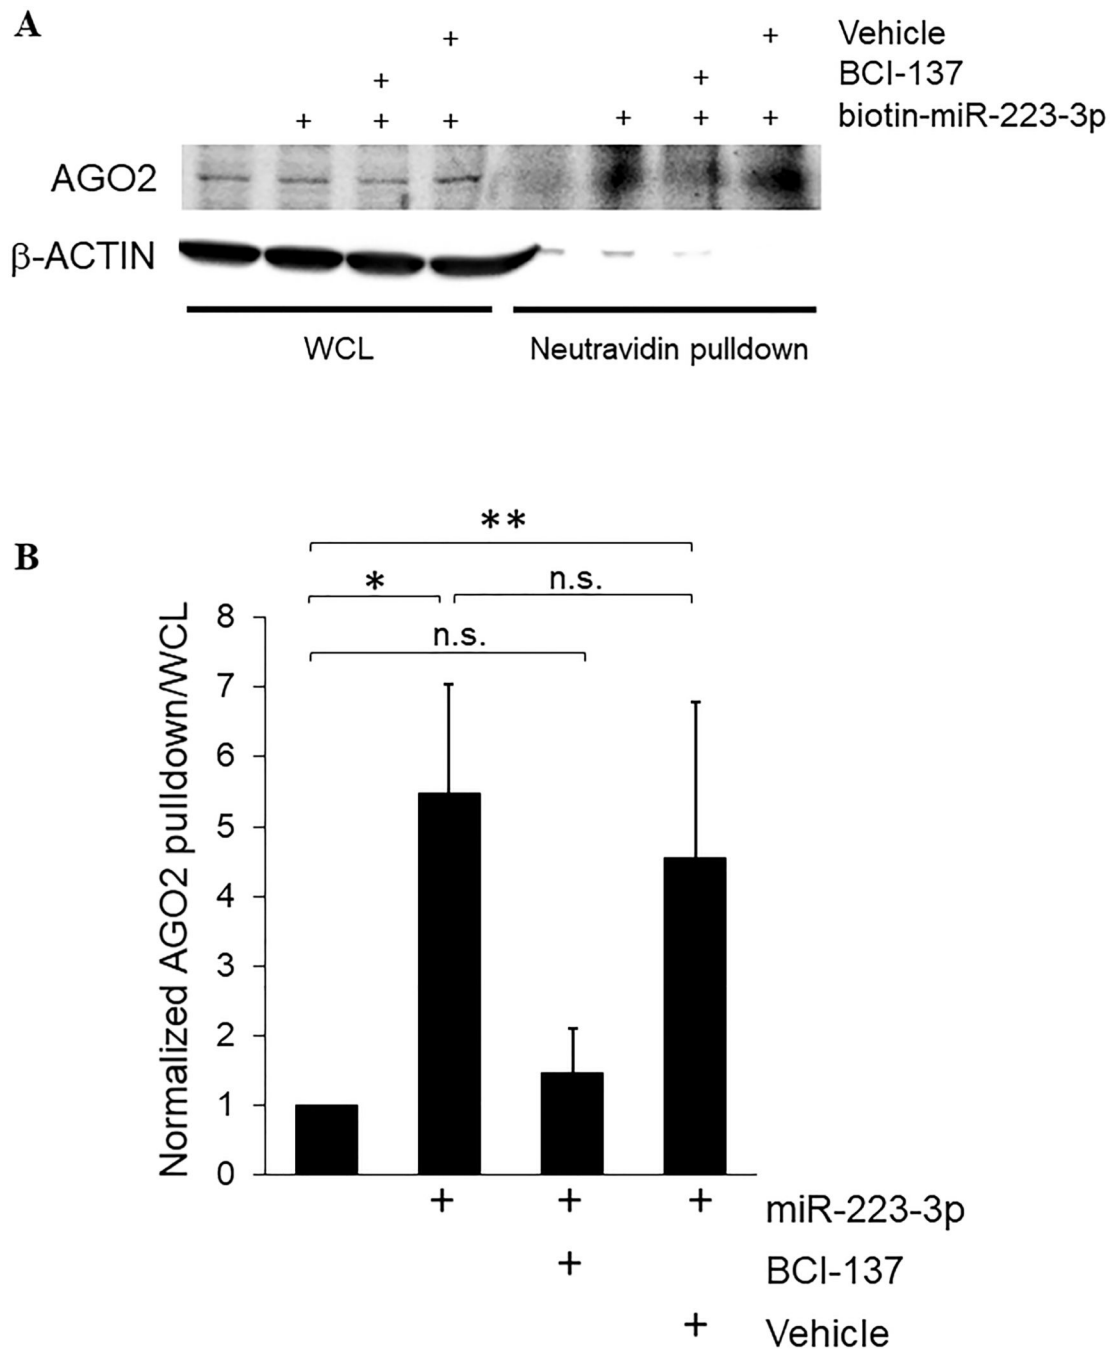 A
+ + Vehicle
+ + BCI-137
+ + + + + + biotin-miR-223-3p
AGO2
β-ACTIN
WCL Neutravidin pulldown
B
**
* n.s.
n.s.
Normalized AGO2 pulldown/WCL
8
7
6
5
4
3
2
1
0
+ + + miR-223-3p
+ BCI-137
+ Vehicle